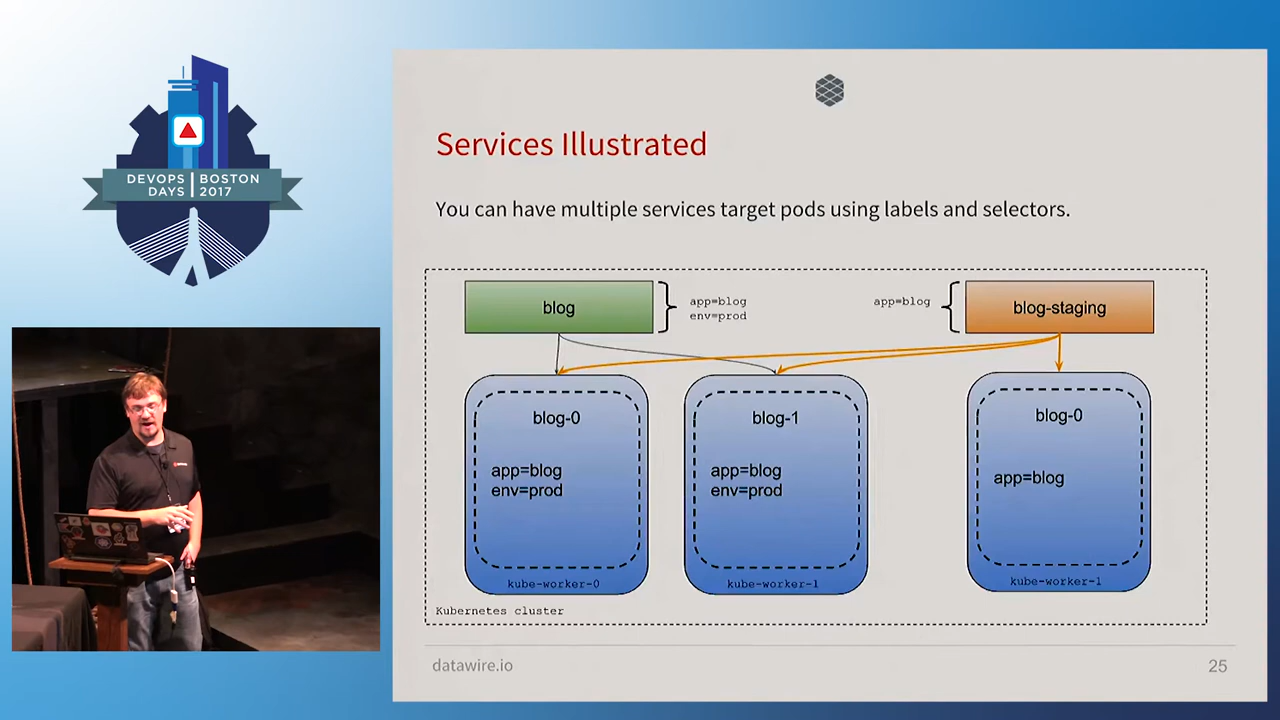 DEVOPS DAYS | BOSTON 2017
Services Illustrated
You can have multiple services target pods using labels and selectors.
blog
app=blog
env=prod
app=blog
blog-staging
blog-0
app=blog
env=prod
kube-worker-0
blog-1
app=blog
env=prod
kube-worker-1
blog-0
app=blog
kube-worker-1
Kubernetes cluster
datawire.io
25